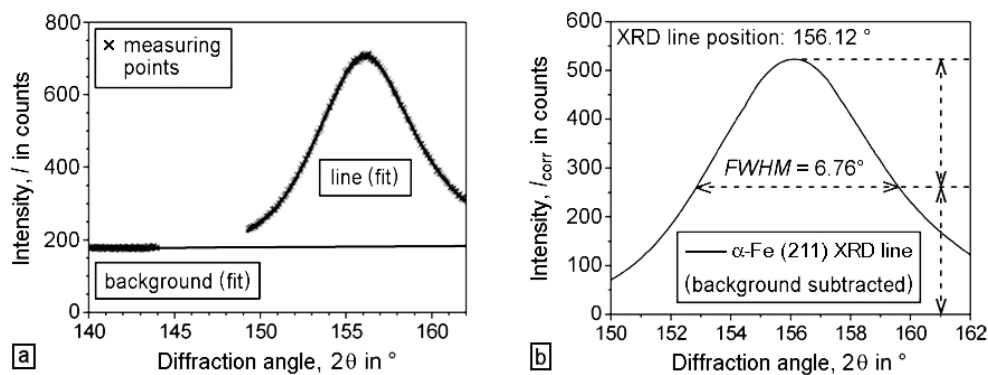 800
600
400
200
0
Intensity, I in counts
× measuring
points
line (fit)
background (fit)
140
145
150
155
160
Diffraction angle, 2θ in °
a
600
500
400
300
200
100
0
Intensity, Icorr in counts
XRD line position: 156.12 °
FWHM = 6.76°
α-Fe (211) XRD line
(background subtracted)
150
152
154
156
158
160
162
Diffraction angle, 2θ in °
b